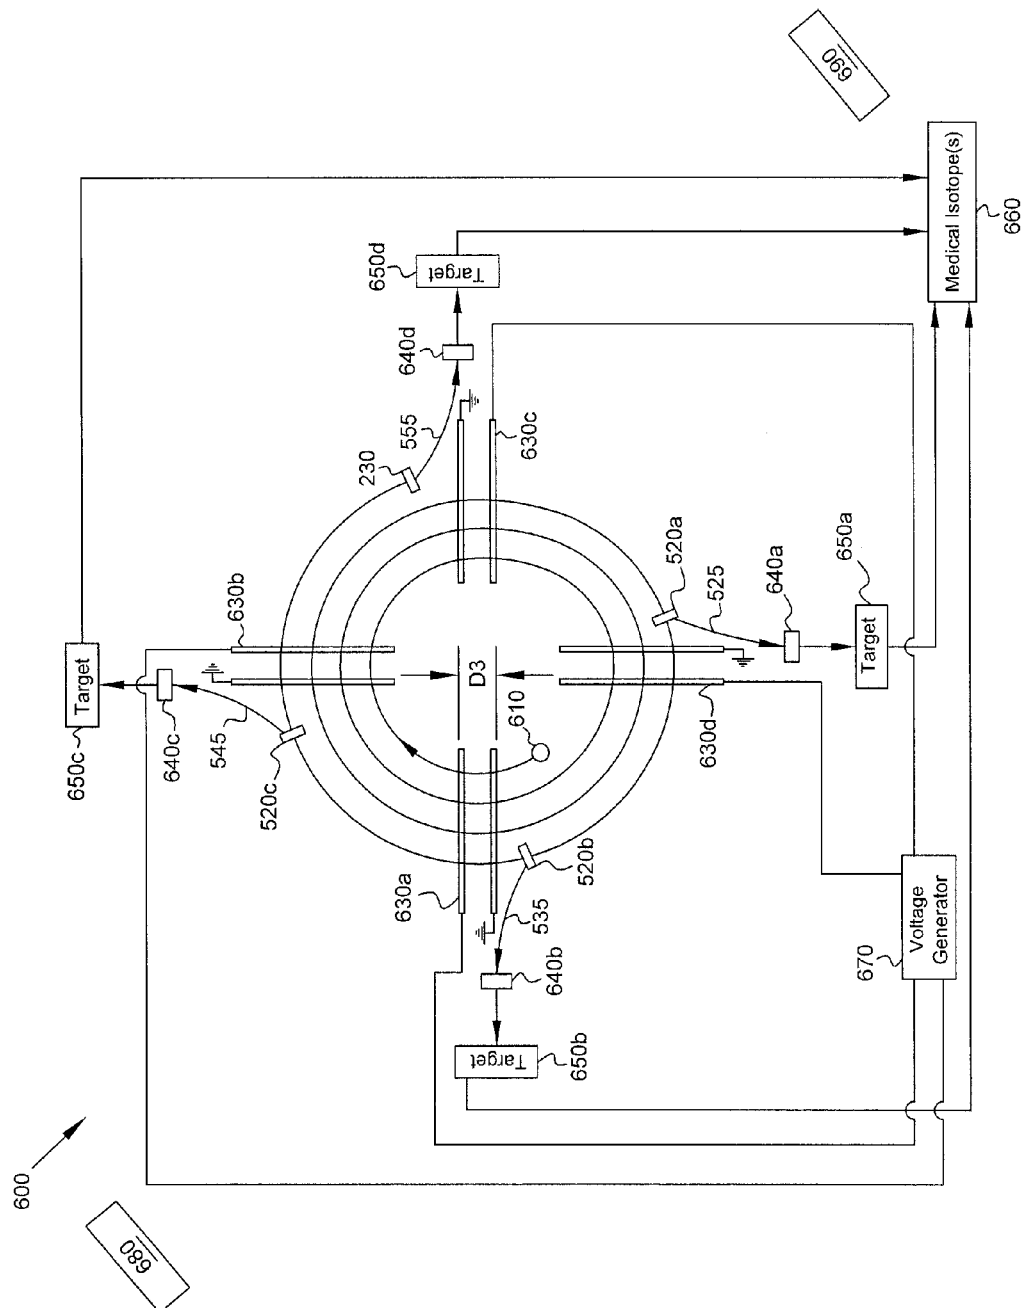 690
650d
Target
Medical Isotope(s)
660
640d
555
230
630c
630b
Target
650c
640c
545
520c
D3
610
520a
525
640a
650a
Target
630d
630a
520b
535
640b
Target
650b
670
Voltage
Generator
600
680